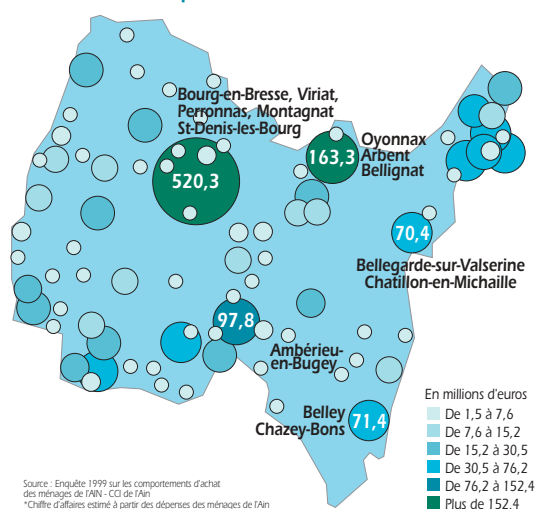 Bourg-en-Bresse, Viriat,
Perronnas, Montagnat
St-Denis-les-Bourg
520,3
163,3
Oyonnax
Arbent
Bellignat
70,4
Bellegarde-sur-Valserine
Chatillon-en-Michaille
97,8
Ambérieu-
en-Bugey
Belley
Chazey-Bons
71,4
En millions d'euros
De 1,5 à 7,6
De 7,6 à 15,2
De 15,2 à 30,5
De 30,5 à 76,2
De 76,2 à 152,4
Plus de 152.4
Source : Enquête 1999 sur les comportements d'achat
des ménages de l'AIN - CCI de l'Ain
*Chiffre d'affaires estimé à partir des dépenses des ménages de l'Ain